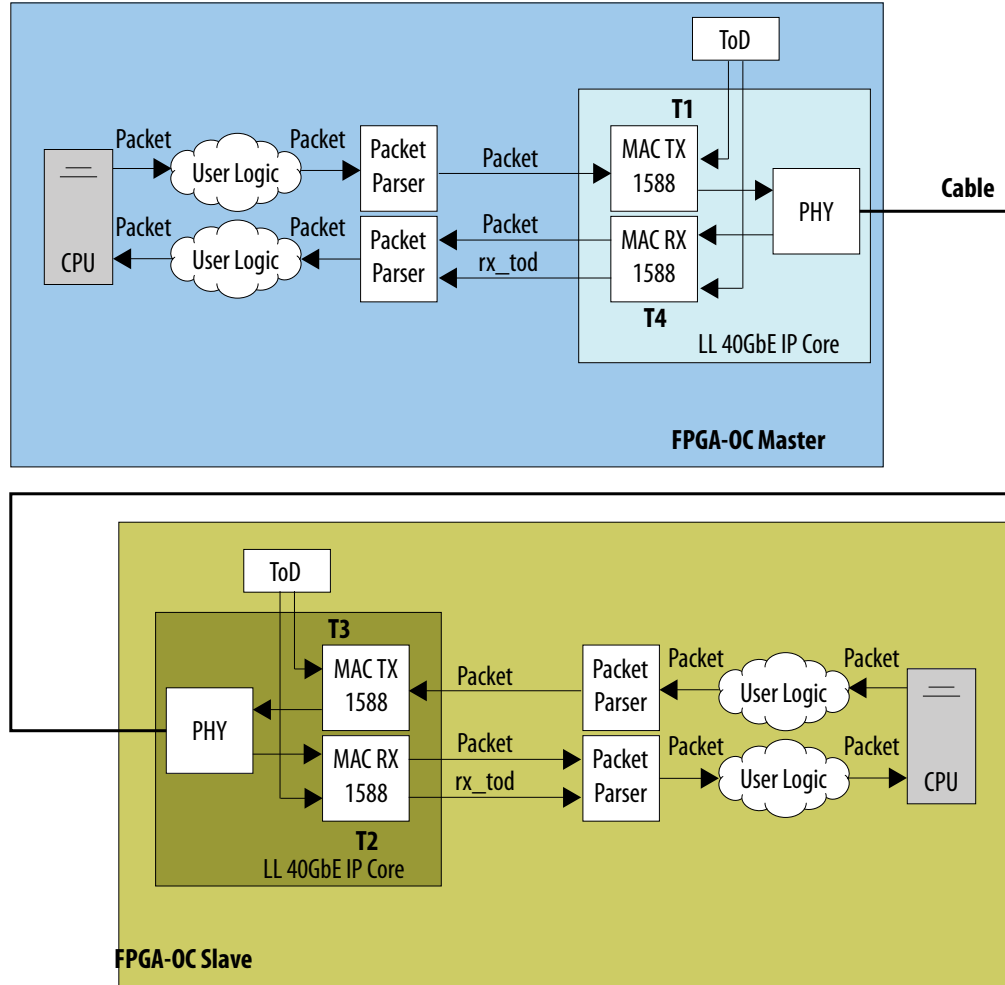 ToD
T1
Packet
Packet
Packet
MAC TX
1588
User Logic
Packet
Parser
PHY
Cable
Packet
Packet
Packet
MAC RX
1588
CPU
User Logic
Packet
Parser
rx_tod
T4
LL 40GbE IP Core
FPGA-OC Master
ToD
T3
MAC TX
1588
Packet
Packet
Parser
Packet
User Logic
Packet
PHY
MAC RX
1588
Packet
rx_tod
Packet
Parser
Packet
User Logic
Packet
CPU
T2
LL 40GbE IP Core
FPGA-OC Slave